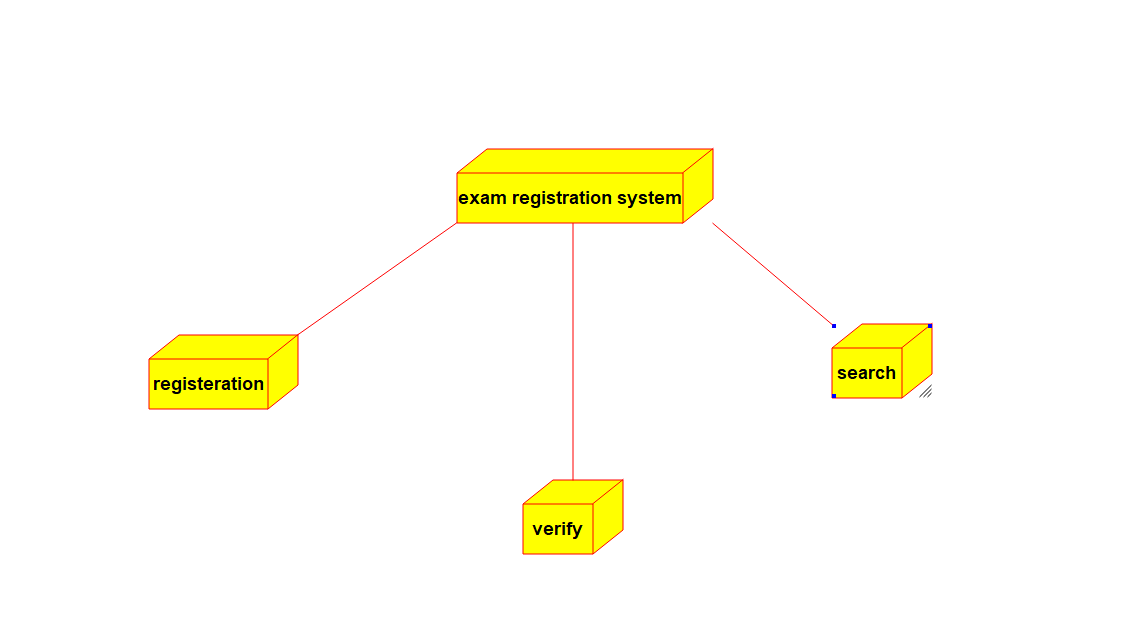 exam registration system
registeration
search
verify